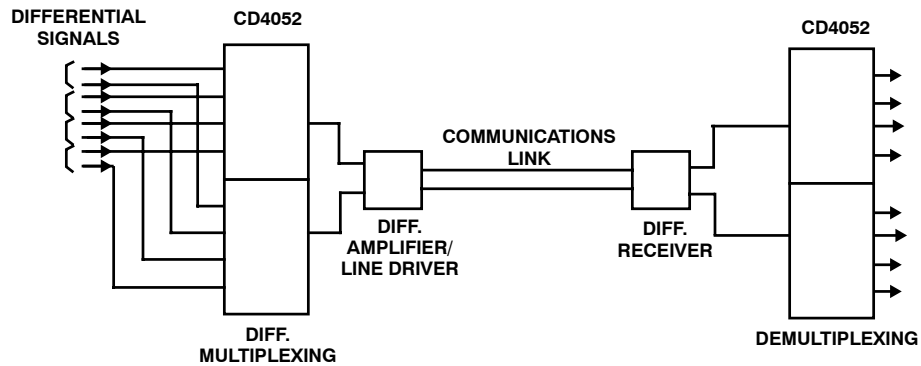 DIFFERENTIAL
SIGNALS
CD4052
DIFF.
MULTIPLEXING
DIFF.
AMPLIFIER/
LINE DRIVER
COMMUNICATIONS
LINK
DIFF.
RECEIVER
CD4052
DEMULTIPLEXING